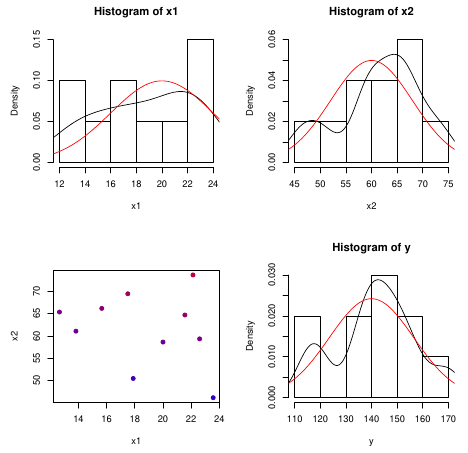 Histogram of x1
Density
0.00 0.05 0.10 0.15
12 14 16 18 20 22 24
x1
Histogram of x2
Density
0.00 0.02 0.04 0.06
45 50 55 60 65 70 75
x2
x2
50 55 60 65 70
14 16 18 20 22 24
x1
Histogram of y
Density
0.000 0.010 0.020 0.030
110 120 130 140 150 160 170
y